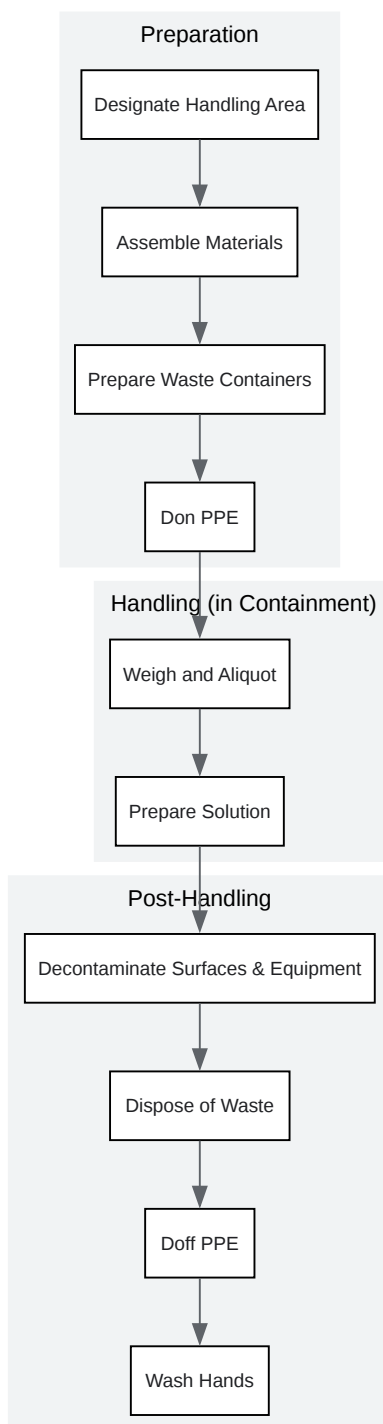 Preparation
Designate Handling Area
Assemble Materials
Prepare Waste Containers
Don PPE
Handling (in Containment)
Weigh and Aliquot
Prepare Solution
Post-Handling
Decontaminate Surfaces & Equipment
Dispose of Waste
Doff PPE
Wash Hands